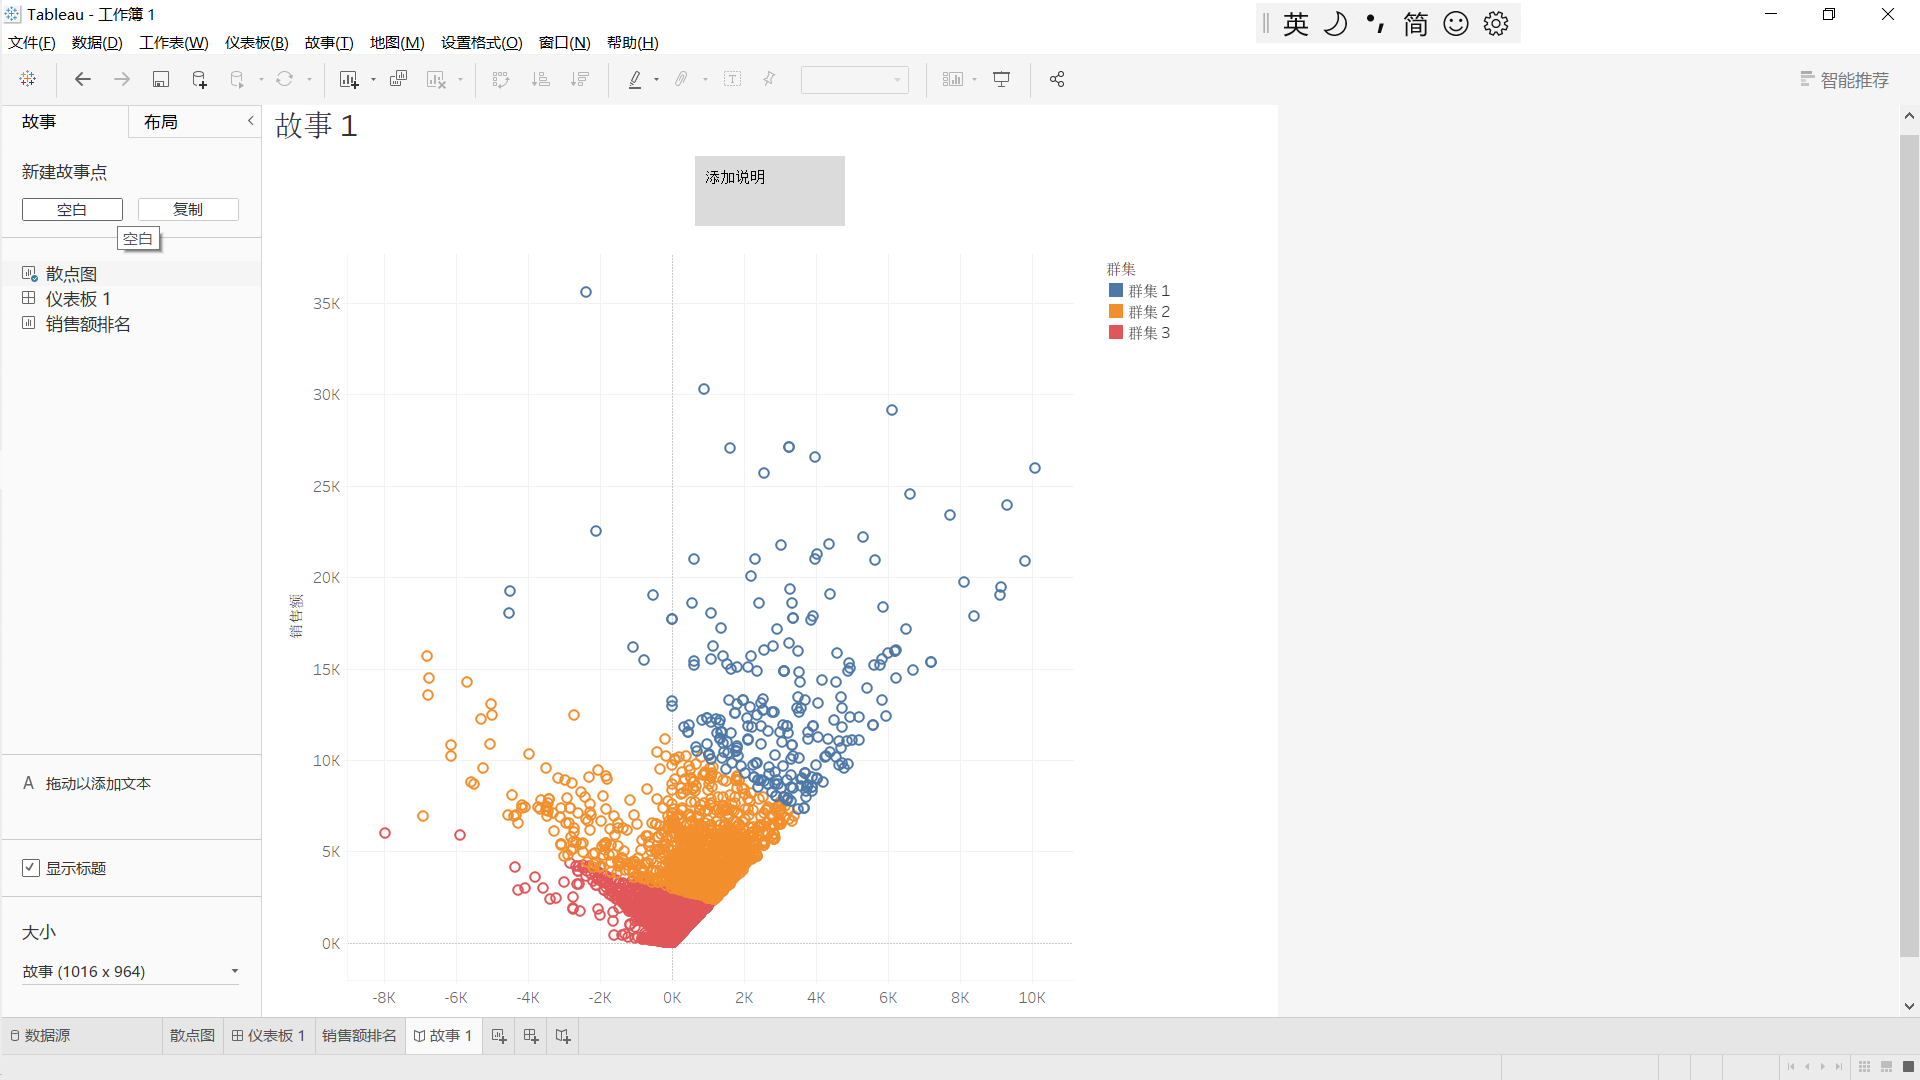 Tableau - 工作簿 1
英 简
文件(F) 数据(D) 工作表(W) 仪表板(B) 故事(T) 地图(M) 设置格式(O) 窗口(N) 帮助(H)
智能推荐
故事 布局
新建故事点
空白 复制
空白
散点图
仪表板 1
销售额排名
A 拖动以添加文本
显示标题
大小
故事 (1016 x 964)
故事 1
添加说明
群集
群集 1
群集 2
群集 3
销售额
35K
30K
25K
20K
15K
10K
5K
0K
-8K -6K -4K -2K 0K 2K 4K 6K 8K 10K
数据源 散点图 仪表板 1 销售额排名 故事 1